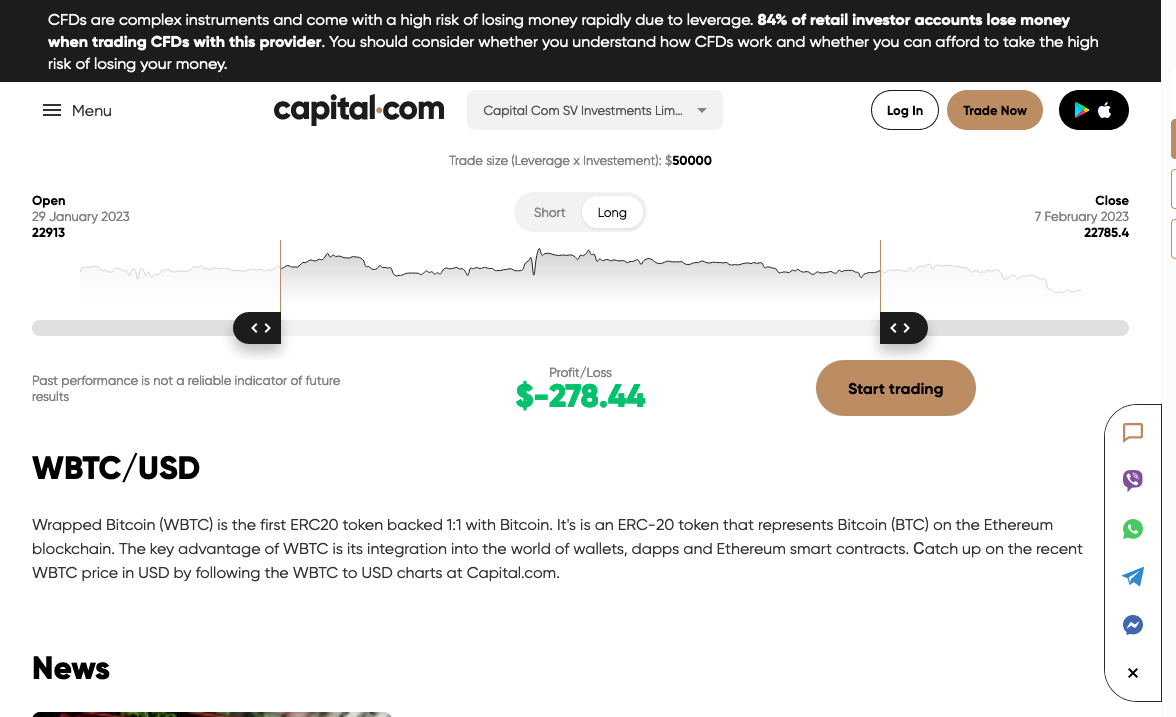 CFDs are complex instruments and come with a high risk of losing money rapidly due to leverage. 84% of retail investor accounts lose money
when trading CFDs with this provider. You should consider whether you understand how CFDs work and whether you can afford to take the high
risk of losing your money.
Menu
capital.com
Capital Com SV Investments Lim...
Log In
Trade Now
Trade size (Leverage x Investement): $50000
Open
29 January 2023
22913
Short
Long
Close
7 February 2023
22785.4
Past performance is not a reliable indicator of future
results
Profit/Loss
$-278.44
Start trading
WBTC/USD
Wrapped Bitcoin (WBTC) is the first ERC20 token backed 1:1 with Bitcoin. It's is an ERC-20 token that represents Bitcoin (BTC) on the Ethereum
blockchain. The key advantage of WBTC is its integration into the world of wallets, dapps and Ethereum smart contracts. Catch up on the recent
WBTC price in USD by following the WBTC to USD charts at Capital.com.
News